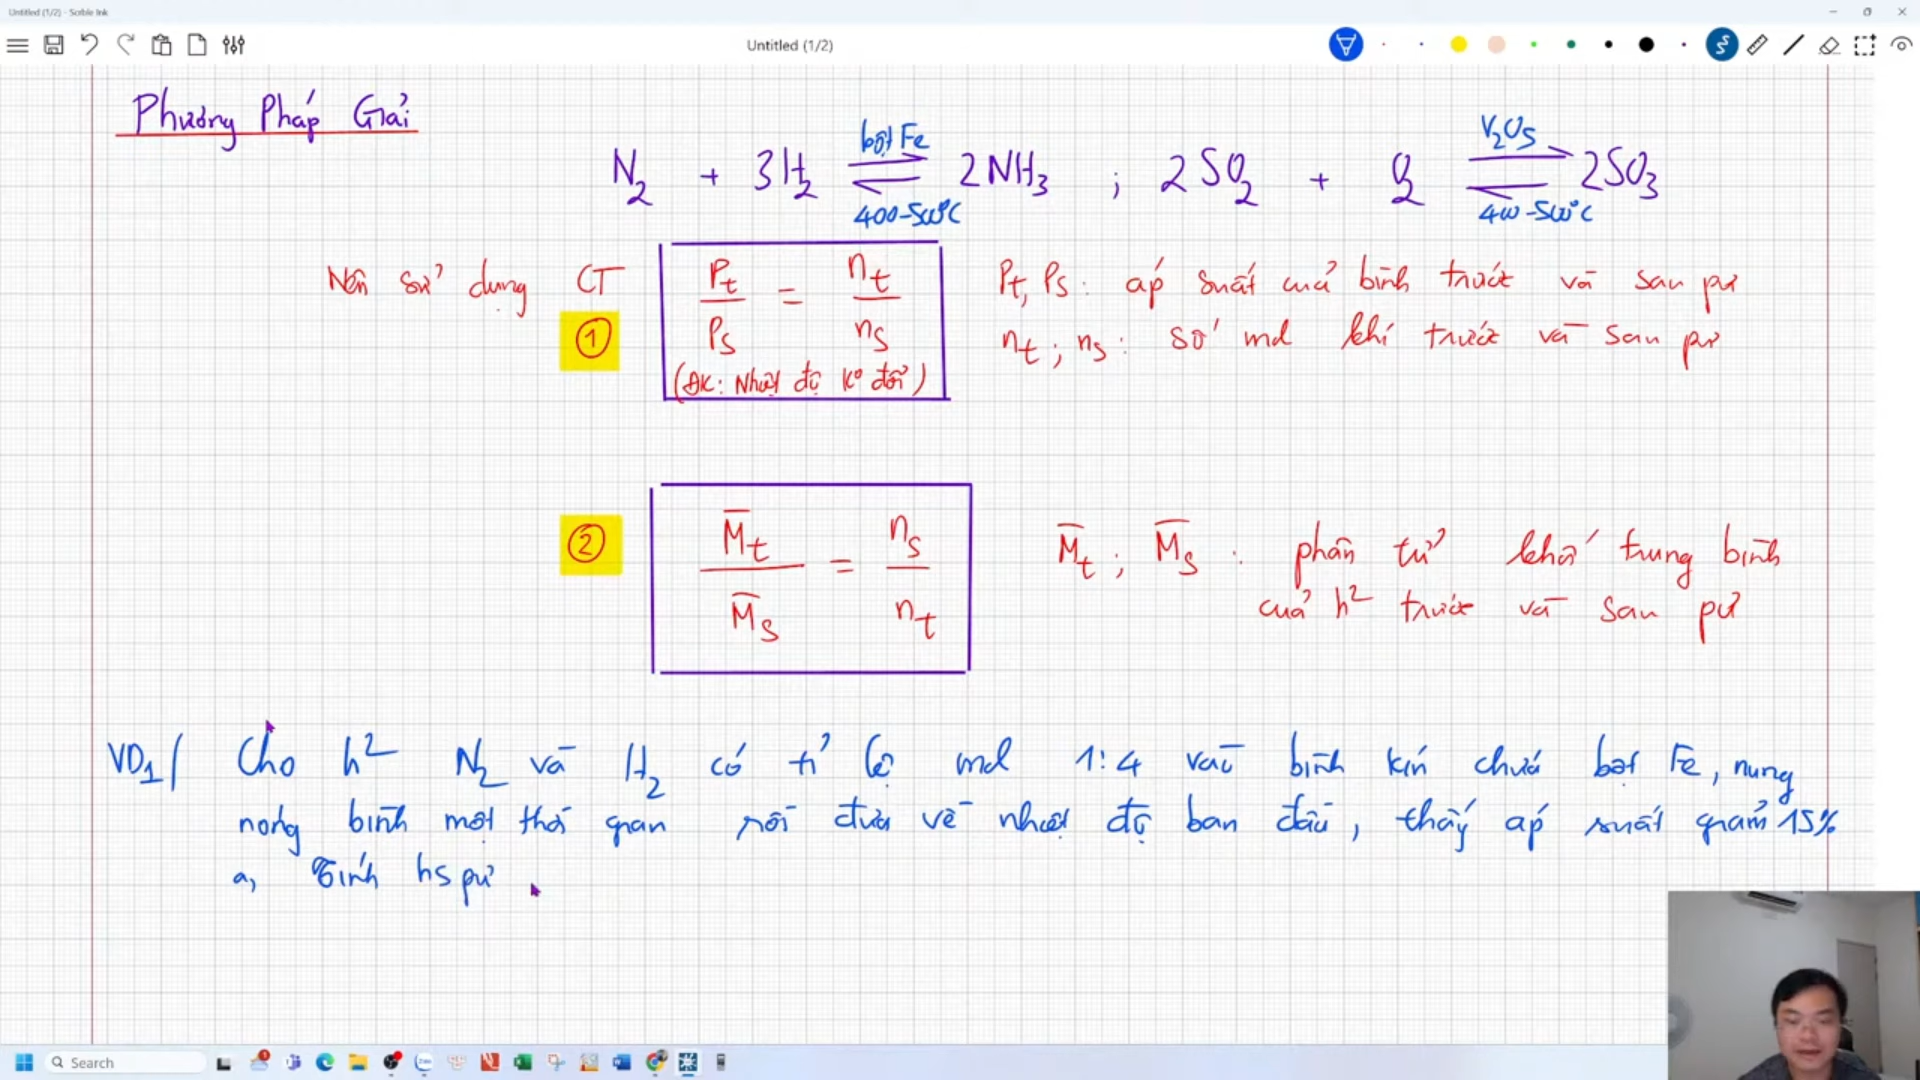 Untitled (1/2) - Scrble Ink
Untitled (1/2)
Phương Pháp Giải
N₂ + 3H₂ ⇌ 2NH₃ ; 2SO₂ + O₂ ⇌ 2SO₃
bột Fe V₂O₅
400-500°C 400-500°C
Nên sử dụng CT Pt/Ps = nt/ns Pt, Ps : áp suất của bình trước và sau pư
① nt ; ns : số mol khí trước và sau pư
(ĐK: Nhiệt độ k° đổi)
② M̄t/M̄s = ns/nt M̄t ; M̄s : phân tử khối trung bình
của h² trước và sau pư
VD1/ Cho h² N₂ và H₂ có tỉ lệ mol 1:4 vào bình kín chứa bột Fe, nung
nóng bình một thời gian rồi đưa về nhiệt độ ban đầu, thấy áp suất giảm 15%
a, Tính hs pư
Search